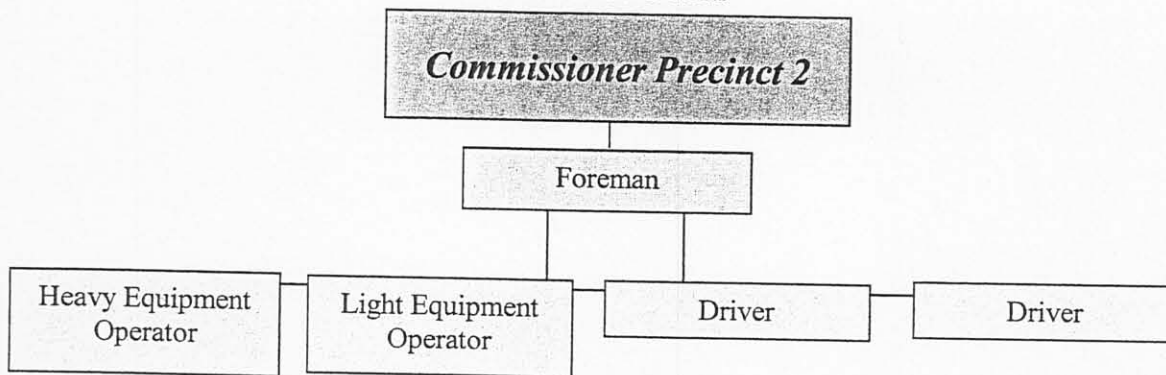 Commissioner Precinct 2
Foreman
Heavy Equipment
Operator
Light Equipment
Operator
Driver
Driver